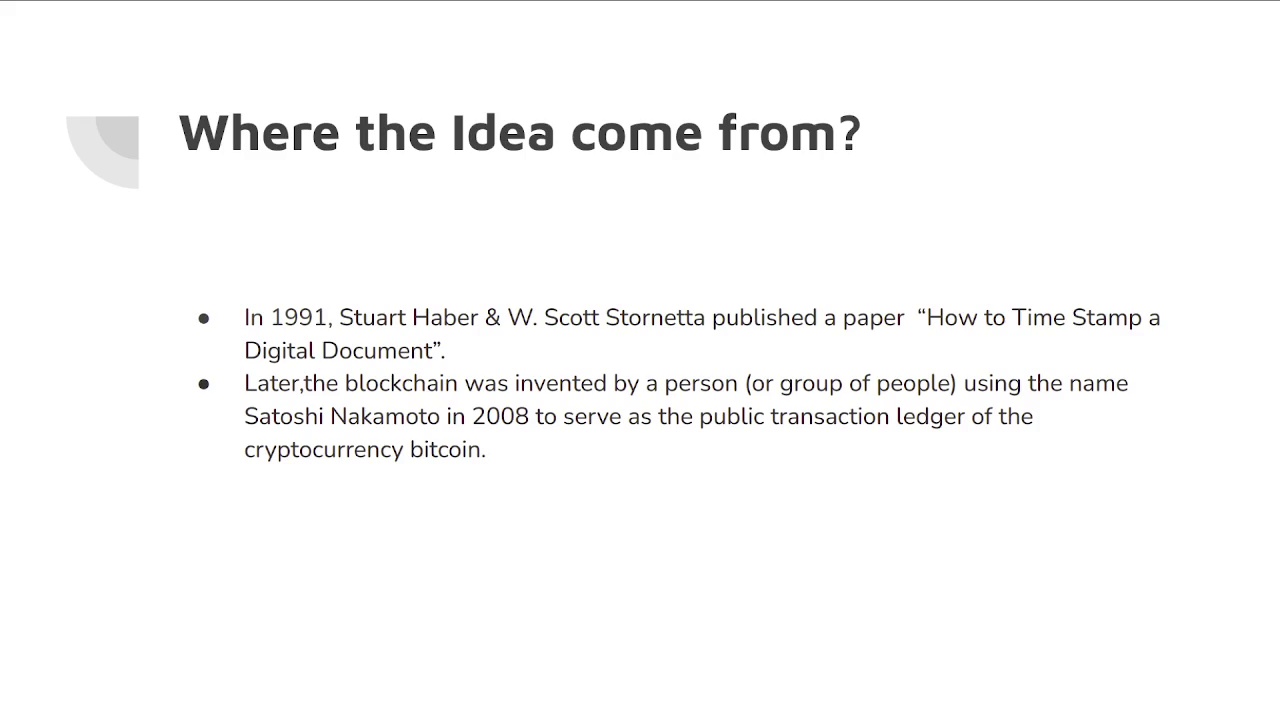 Where the Idea come from?
● In 1991, Stuart Haber & W. Scott Stornetta published a paper  “How to Time Stamp a
Digital Document”.
● Later,the blockchain was invented by a person (or group of people) using the name
Satoshi Nakamoto in 2008 to serve as the public transaction ledger of the
cryptocurrency bitcoin.